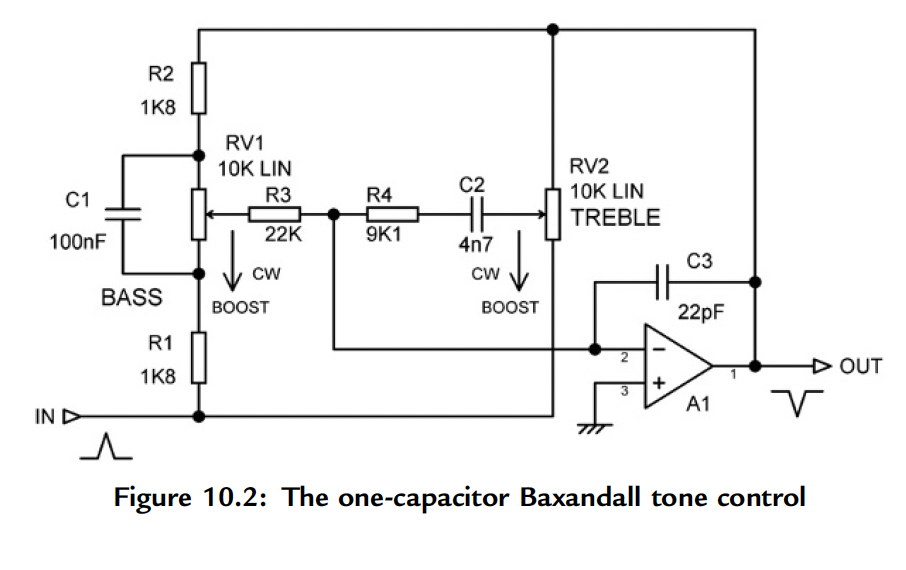 R2
1K8
RV1
10K LIN
C1
100nF
R3
22K
R4
9K1
C2
4n7
RV2
10K LIN
TREBLE
CW
BOOST
CW
BOOST
BASS
C3
22pF
R1
1K8
2
3
1
A1
OUT
IN
Figure 10.2: The one-capacitor Baxandall tone control